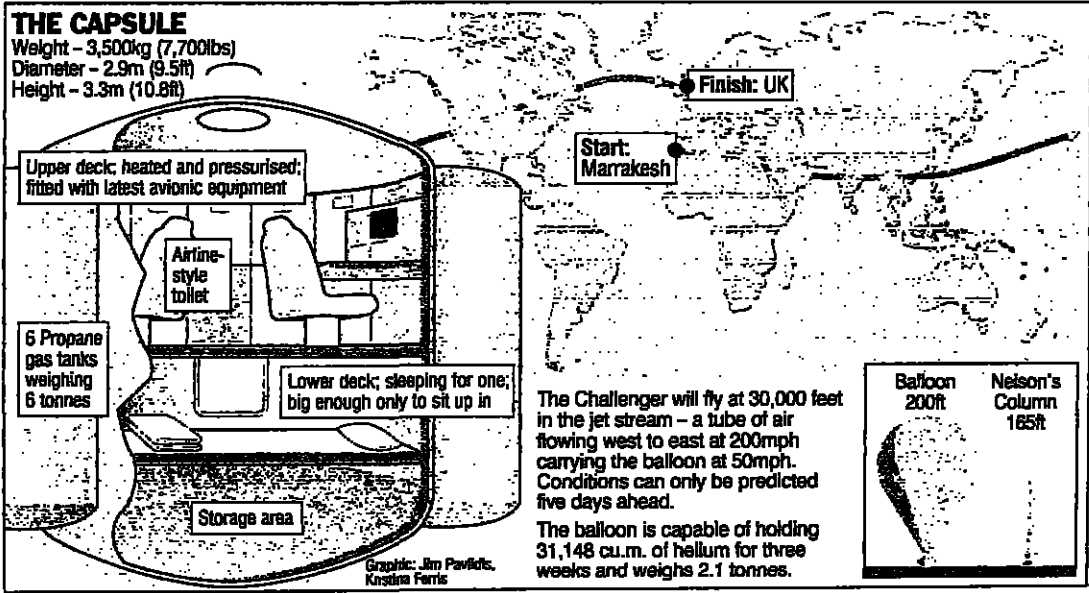 THE CAPSULE
Weight – 3,500kg (7,700lbs)
Diameter – 2.9m (9.5ft)
Height – 3.3m (10.8ft)
Upper deck; heated and pressurised;
fitted with latest avionic equipment
Airline-
style
toilet
6 Propane
gas tanks
weighing
6 tonnes
Lower deck; sleeping for one;
big enough only to sit up in
Storage area
Graphic: Jim Pavlidis,
Kristina Ferris
Finish: UK
Start:
Marrakesh
The Challenger will fly at 30,000 feet
in the jet stream – a tube of air
flowing west to east at 200mph
carrying the balloon at 50mph.
Conditions can only be predicted
five days ahead.
The balloon is capable of holding
31,148 cu.m. of helium for three
weeks and weighs 2.1 tonnes.
Balloon
200ft
Nelson's
Column
165ft